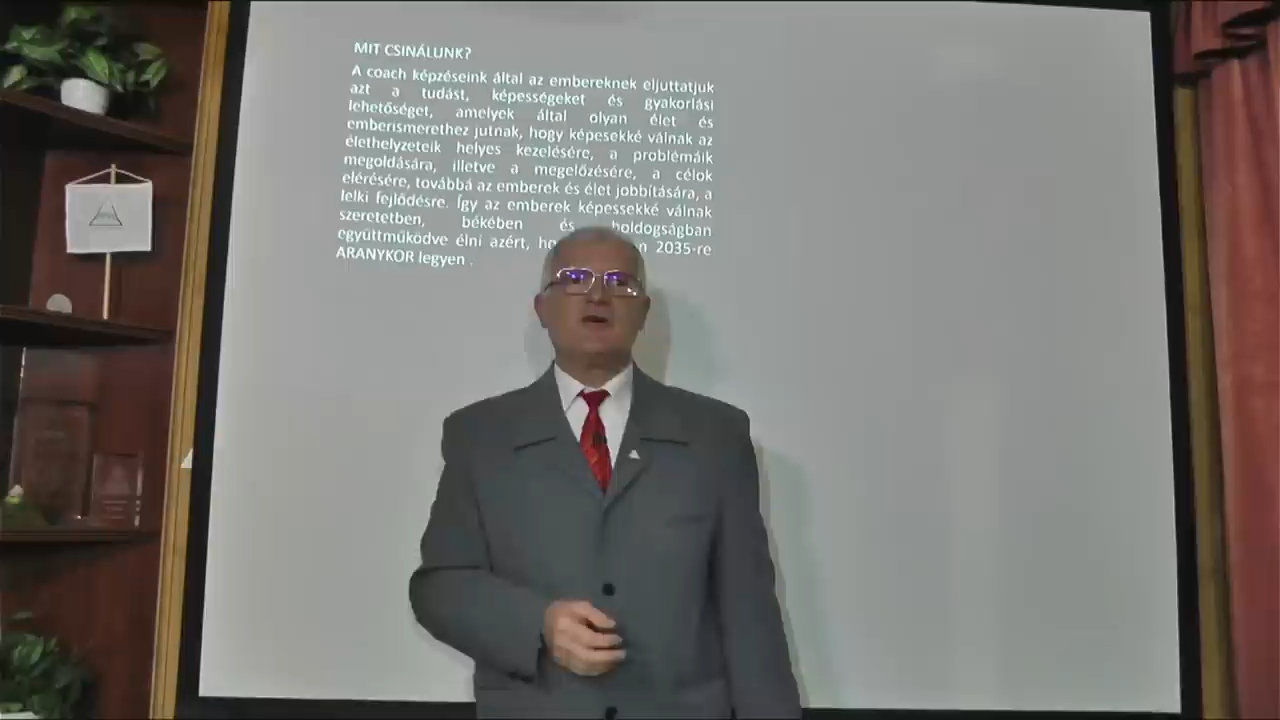 MIT CSINÁLUNK?
A coach képzéseink által az embereknek eljuttatjuk
azt a tudást, képességeket és gyakorlási
lehetőséget, amelyek által olyan élet és
emberismerethez jutnak, hogy képesekké válnak az
élethelyzeteik helyes kezelésére, a problémáik
megoldására, illetve a megelőzésére, a célok
elérésére, továbbá az emberek és élet jobbítására, a
lelki fejlődésre. Így az emberek képessekké válnak
szeretetben, békében és boldogságban
együttműködve élni azért, 2035-re
ARANYKOR legyen .